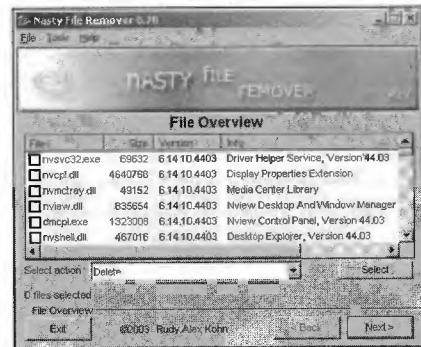 Nasty File Remover 0.70
File Tools Help
NASTY FILE REMOVER
File Overview
Files Size Version Info
nvsvc32.exe 69632 6.14.10.4403 Driver Helper Service, Version 44.03
nvcpl.dll 4640768 6.14.10.4403 Display Properties Extension
nvmctray.dll 49152 6.14.10.4403 Media Center Library
nview.dll 835654 6.14.10.4403 Nview Desktop And Window Manager
dmcpl.exe 1323008 6.14.10.4403 Nview Control Panel, Version 44.03
nvshell.dll 467016 6.14.10.4403 Desktop Explorer, Version 44.03
Select action Delete Select
0 files selected
File Overview
Exit ©2003 Rudy Alex Kohn Back Next >